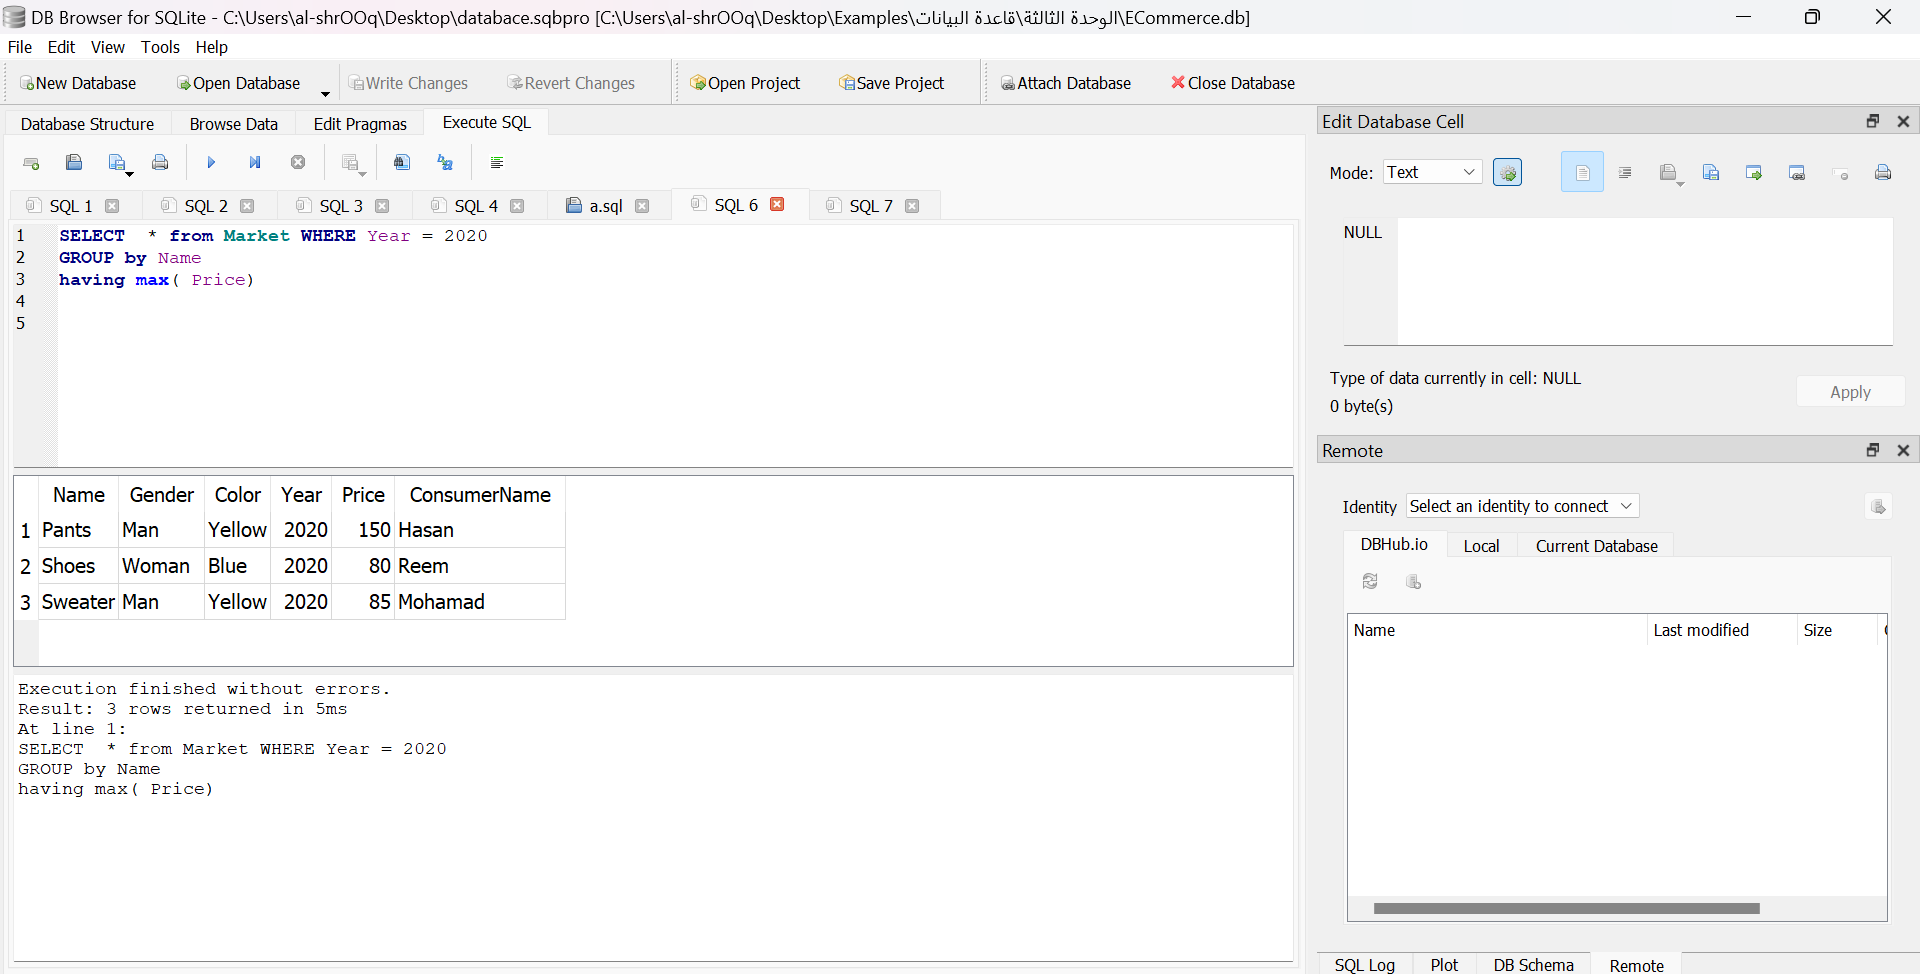 DB Browser for SQLite - C:\Users\al-shrOOq\Desktop\databace.sqbpro [C:\Users\al-shrOOq\Desktop\Examples\الوحدة الثالثة\قاعدة البيانات\ECommerce.db]
File Edit View Tools Help
New Database Open Database Write Changes Revert Changes Open Project Save Project Attach Database Close Database
Database Structure Browse Data Edit Pragmas Execute SQL
SQL 1 SQL 2 SQL 3 SQL 4 a.sql SQL 6 SQL 7
1 SELECT * from Market WHERE Year = 2020
2 GROUP by Name
3 having max( Price)
4
5
Name Gender Color Year Price ConsumerName
1 Pants Man Yellow 2020 150 Hasan
2 Shoes Woman Blue 2020 80 Reem
3 Sweater Man Yellow 2020 85 Mohamad
Execution finished without errors.
Result: 3 rows returned in 5ms
At line 1:
SELECT * from Market WHERE Year = 2020
GROUP by Name
having max( Price)
Edit Database Cell
Mode: Text
NULL
Type of data currently in cell: NULL
0 byte(s)
Apply
Remote
Identity Select an identity to connect
DBHub.io Local Current Database
Name Last modified Size
SQL Log Plot DB Schema Remote